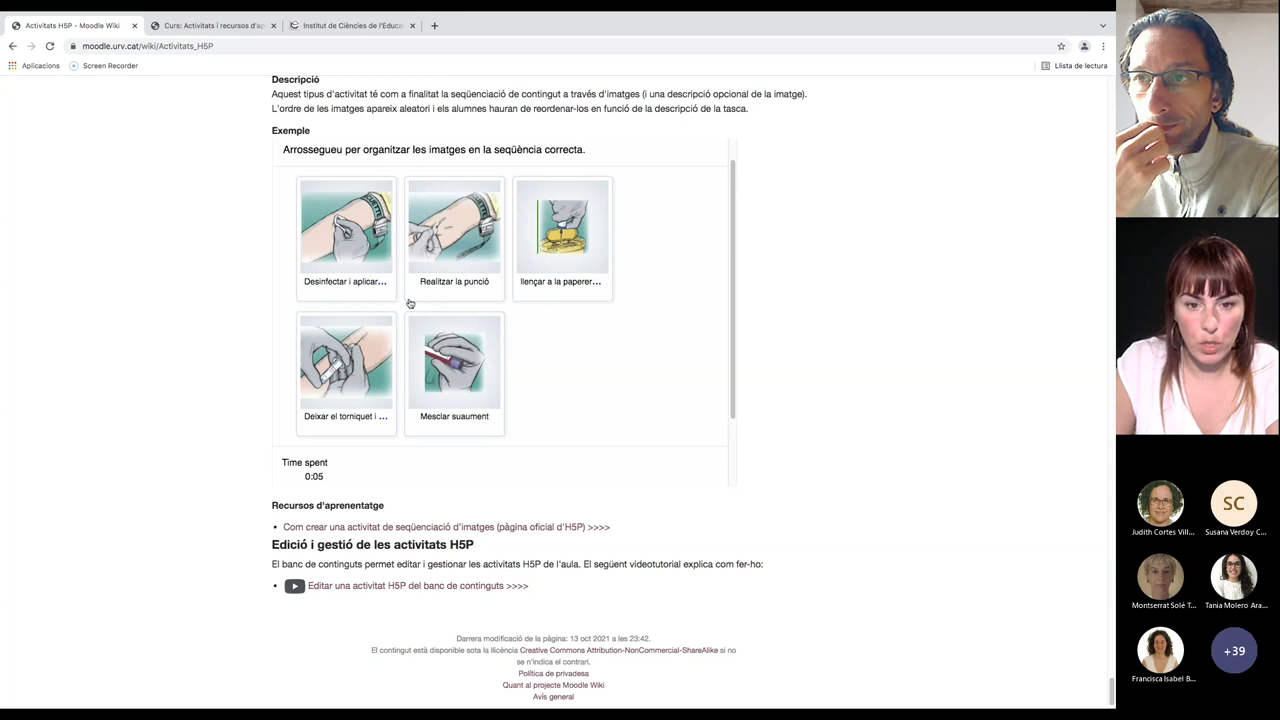 Activitats H5P - Moodle Wiki
Curs: Activitats i recursos d'ap
Institut de Ciències de l'Educa
moodle.urv.cat/wiki/Activitats_H5P
Aplicacions
Screen Recorder
Llista de lectura
Descripció
Aquest tipus d'activitat té com a finalitat la seqüenciació de contingut a través d'imatges (i una descripció opcional de la imatge).
L'ordre de les imatges apareix aleatori i els alumnes hauran de reordenar-los en funció de la descripció de la tasca.
Exemple
Arrossegueu per organitzar les imatges en la seqüència correcta.
Desinfectar i aplicar...
Realitzar la punció
llençar a la paperer...
Deixar el torniquet i ...
Mesclar suaument
Time spent
0:05
Recursos d'aprenentatge
Com crear una activitat de seqüenciació d'imatges (pàgina oficial d'H5P) >>>>
Edició i gestió de les activitats H5P
El banc de continguts permet editar i gestionar les activitats H5P de l'aula. El següent videotutorial explica com fer-ho:
Editar una activitat H5P del banc de continguts >>>>
Darrera modificació de la pàgina: 13 oct 2021 a les 23:42.
El contingut està disponible sota la llicència Creative Commons Attribution-NonCommercial-ShareAlike si no
se n'indica el contrari.
Política de privadesa
Quant al projecte Moodle Wiki
Avís general
Judith Cortes Vill...
SC
Susana Verdoy C...
Montserrat Solé T...
Tania Molero Ara...
Francisca Isabel B...
+39